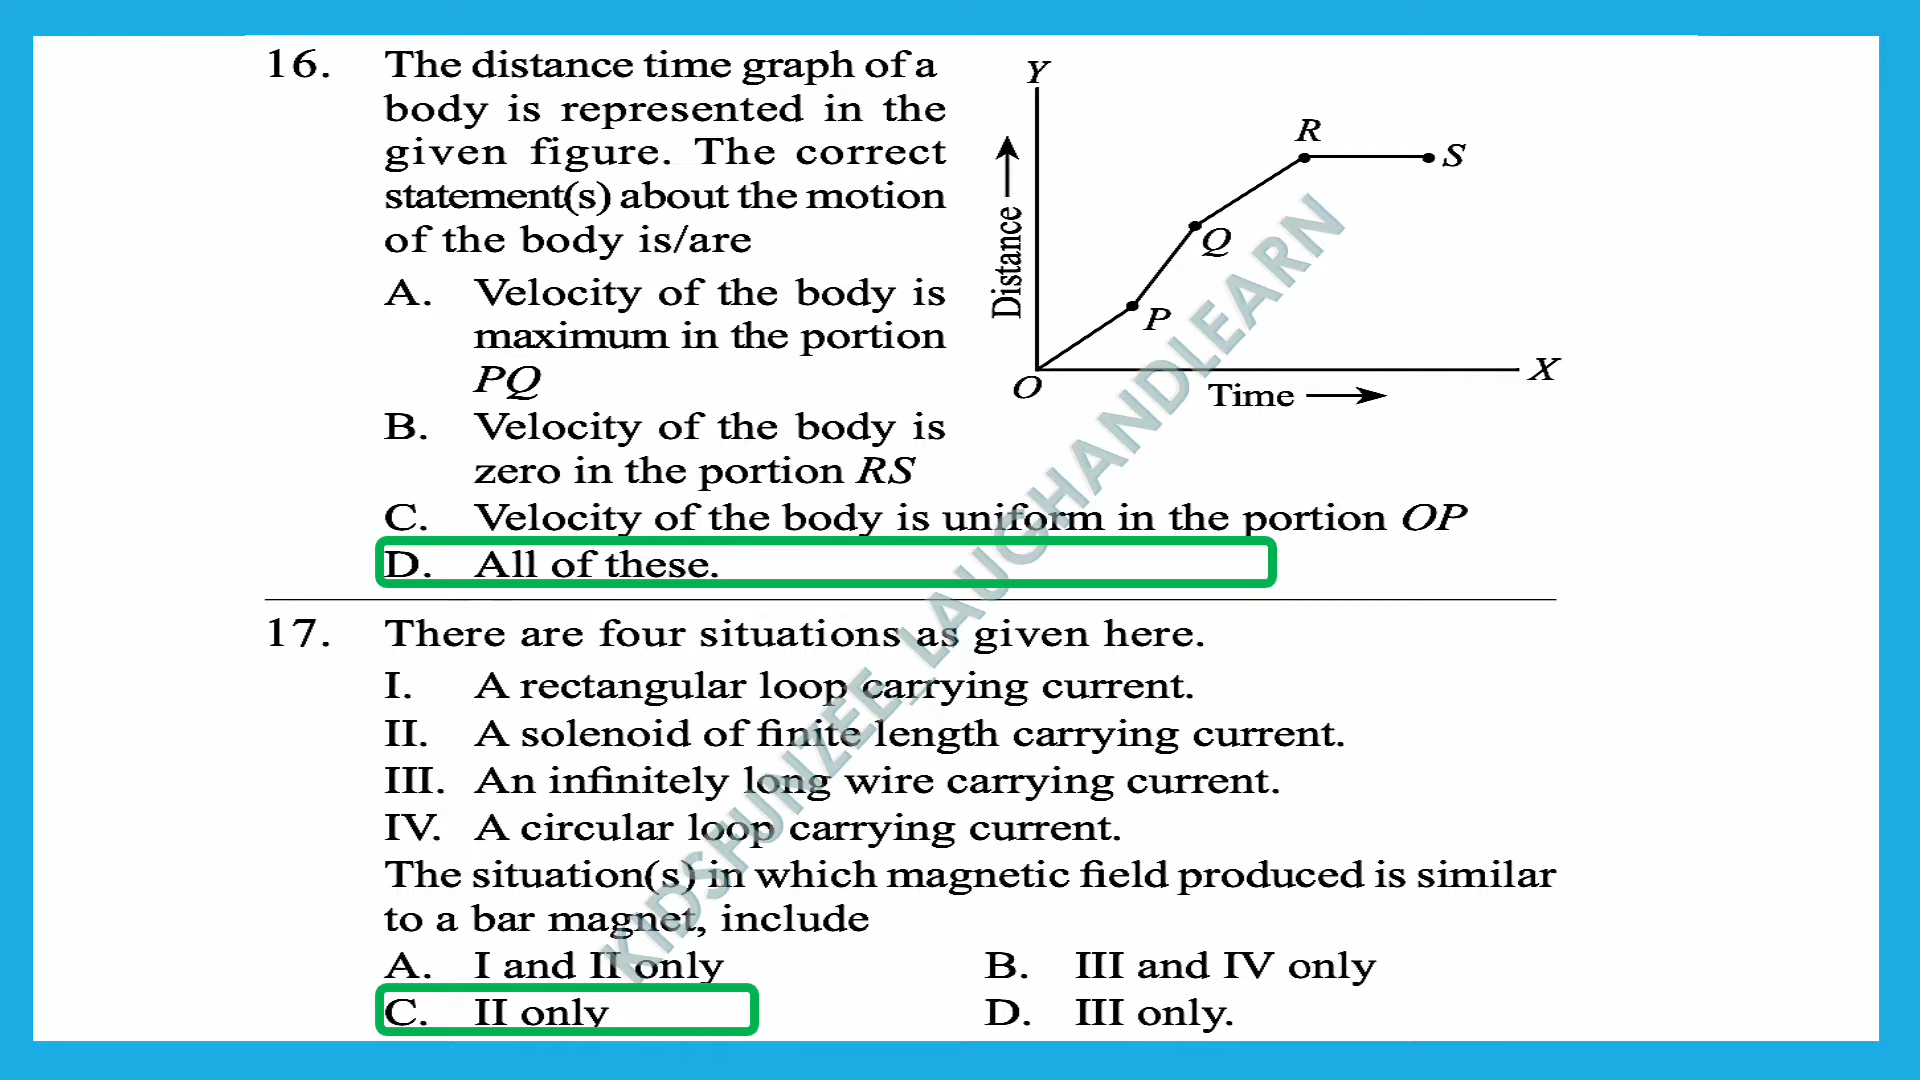 16. The distance time graph of a
body is represented in the
given figure. The correct
statement(s) about the motion
of the body is/are
A. Velocity of the body is
maximum in the portion
PQ
B. Velocity of the body is
zero in the portion RS
C. Velocity of the body is uniform in the portion OP
D. All of these.
Y
Distance
R
S
Q
P
O
X
Time
17. There are four situations as given here.
I. A rectangular loop carrying current.
II. A solenoid of finite length carrying current.
III. An infinitely long wire carrying current.
IV. A circular loop carrying current.
The situation(s) in which magnetic field produced is similar
to a bar magnet, include
A. I and II only B. III and IV only
C. II only D. III only.
KIDSFUNZEE_LAUGHANDLEARN